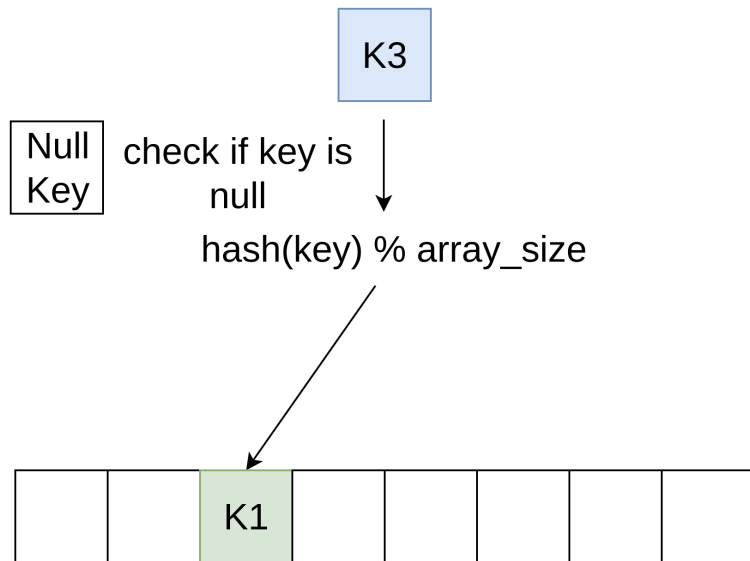 K3
Null
Key
check if key is
null
hash(key) % array_size
K1